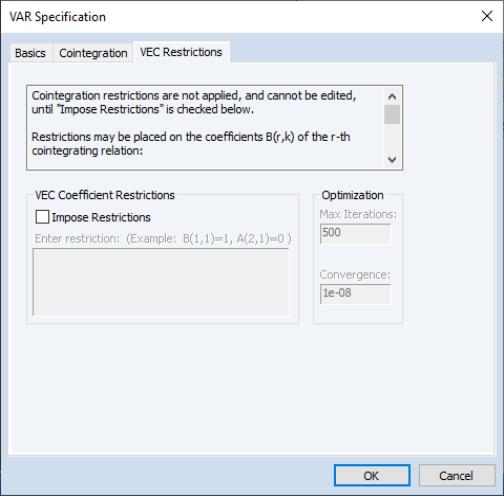 VAR Specification
Basics Cointegration VEC Restrictions
Cointegration restrictions are not applied, and cannot be edited,
until "Impose Restrictions" is checked below.
Restrictions may be placed on the coefficients B(r,k) of the r-th
cointegrating relation:
VEC Coefficient Restrictions
Impose Restrictions
Enter restriction: (Example: B(1,1)=1, A(2,1)=0 )
Optimization
Max Iterations:
500
Convergence:
1e-08
OK Cancel